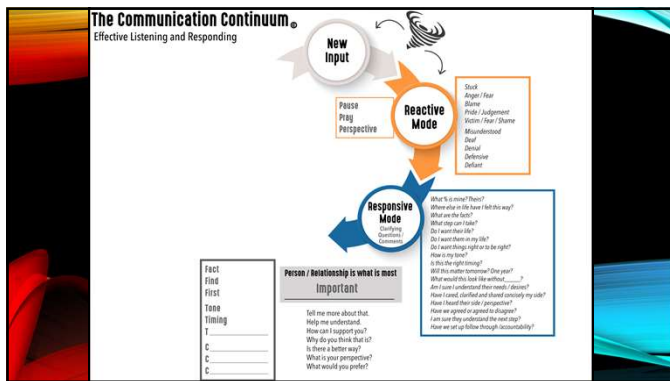 The Communication Continuum
Effective Listening and Responding
New
Input
Pause
Pray
Perspective
Reactive
Mode
Stuck
Anger / Fear
Blame
Pride / Judgement
Victim / Fear / Shame
Misunderstood
Deaf
Denial
Defensive
Defiant
Responsive
Mode
Clarifying
Questions /
Comments
What % is mine? Theirs?
Where else in life have I felt this way?
What are the facts?
What step can I take?
Do I want their life?
Do I want them in my life?
Do I want things right or to be right?
How is my tone?
Is this the right timing?
Will this matter tomorrow? One year?
What would this look like without_____?
Am I sure I understand their needs / desires?
Have I cared, clarified and shared concisely my side?
Have I heard their side / perspective?
Have we agreed or agreed to disagree?
I am sure they understand the next step?
Have we set up follow through /accountability?
Fact
Find
First
Tone
Timing
T
C
C
C
Person / Relationship is what is most
Important
Tell me more about that.
Help me understand.
How can I support you?
Why do you think that is?
Is there a better way?
What is your perspective?
What would you prefer?